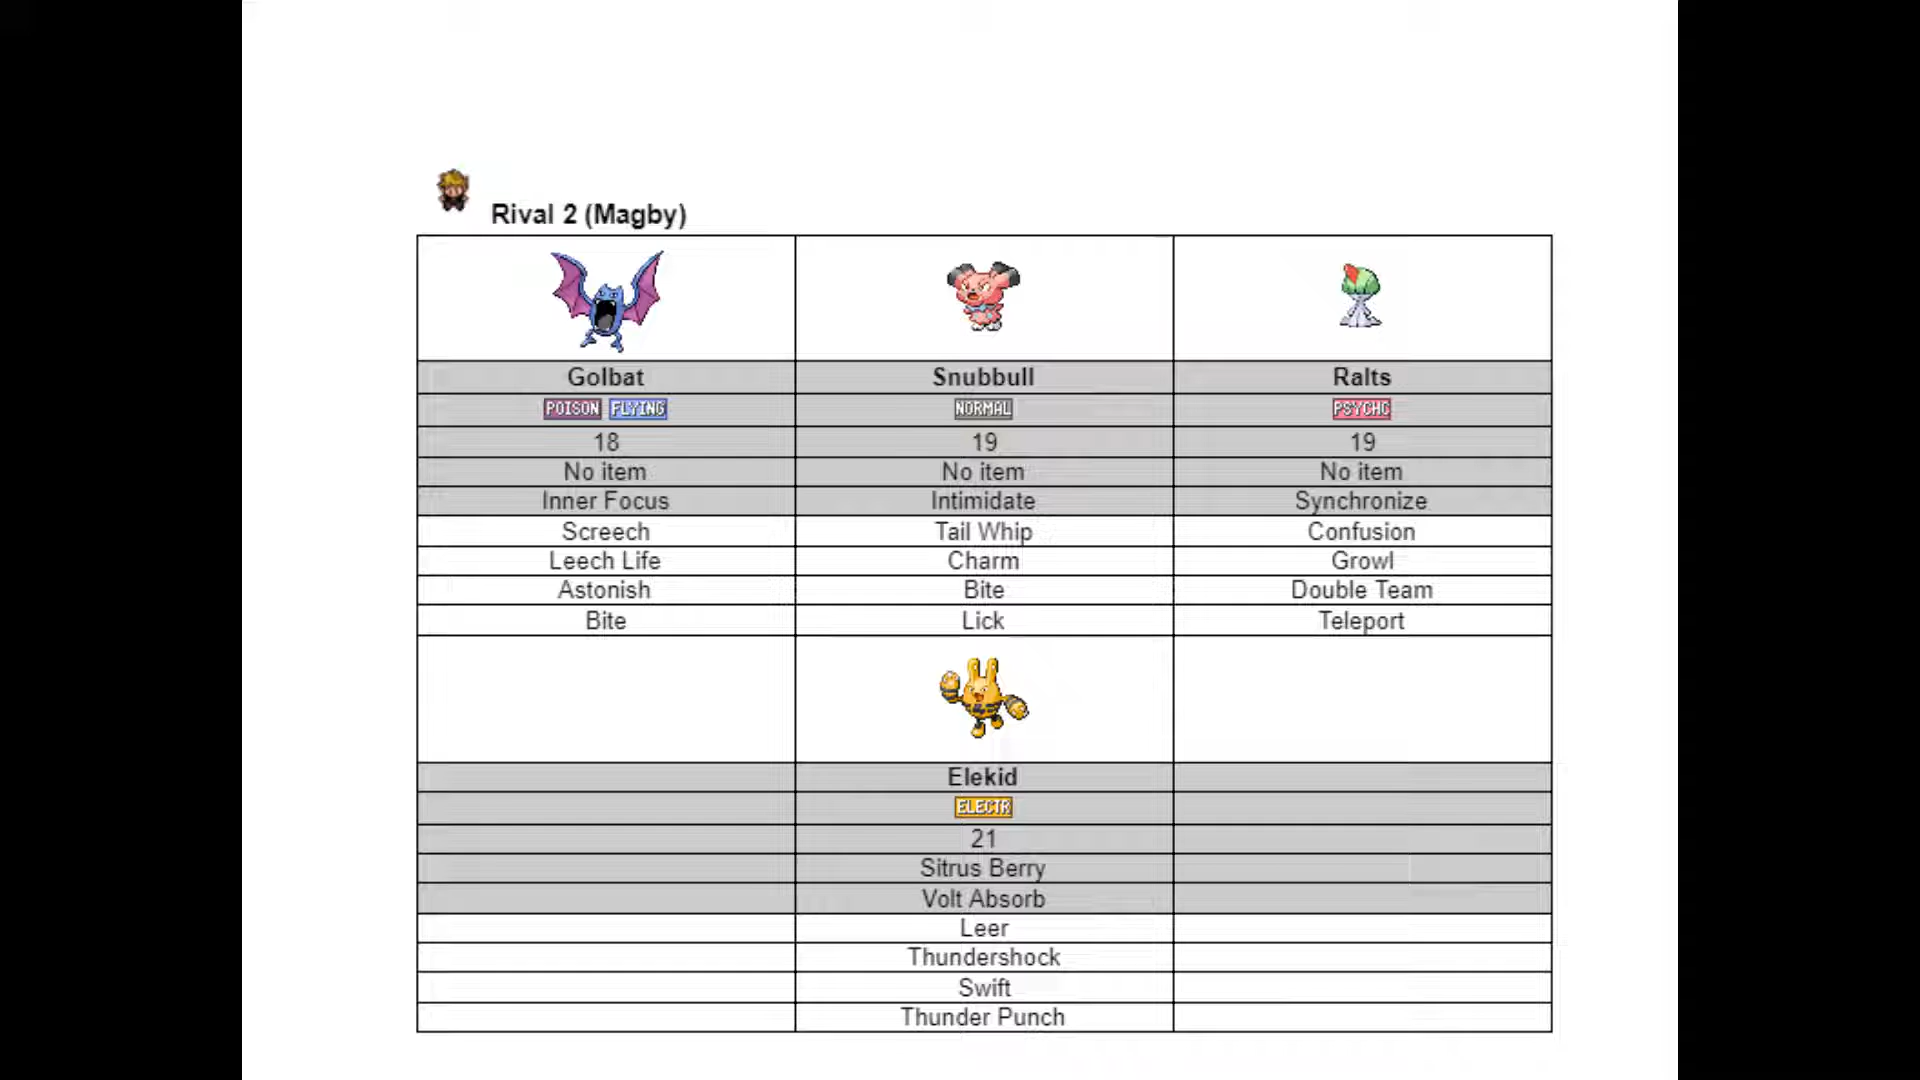 Rival 2 (Magby)
Golbat Snubbull Ralts
POISON FLYING NORMAL PSYCHC
18 19 19
No item No item No item
Inner Focus Intimidate Synchronize
Screech Tail Whip Confusion
Leech Life Charm Growl
Astonish Bite Double Team
Bite Lick Teleport
Elekid
ELECTR
21
Sitrus Berry
Volt Absorb
Leer
Thundershock
Swift
Thunder Punch